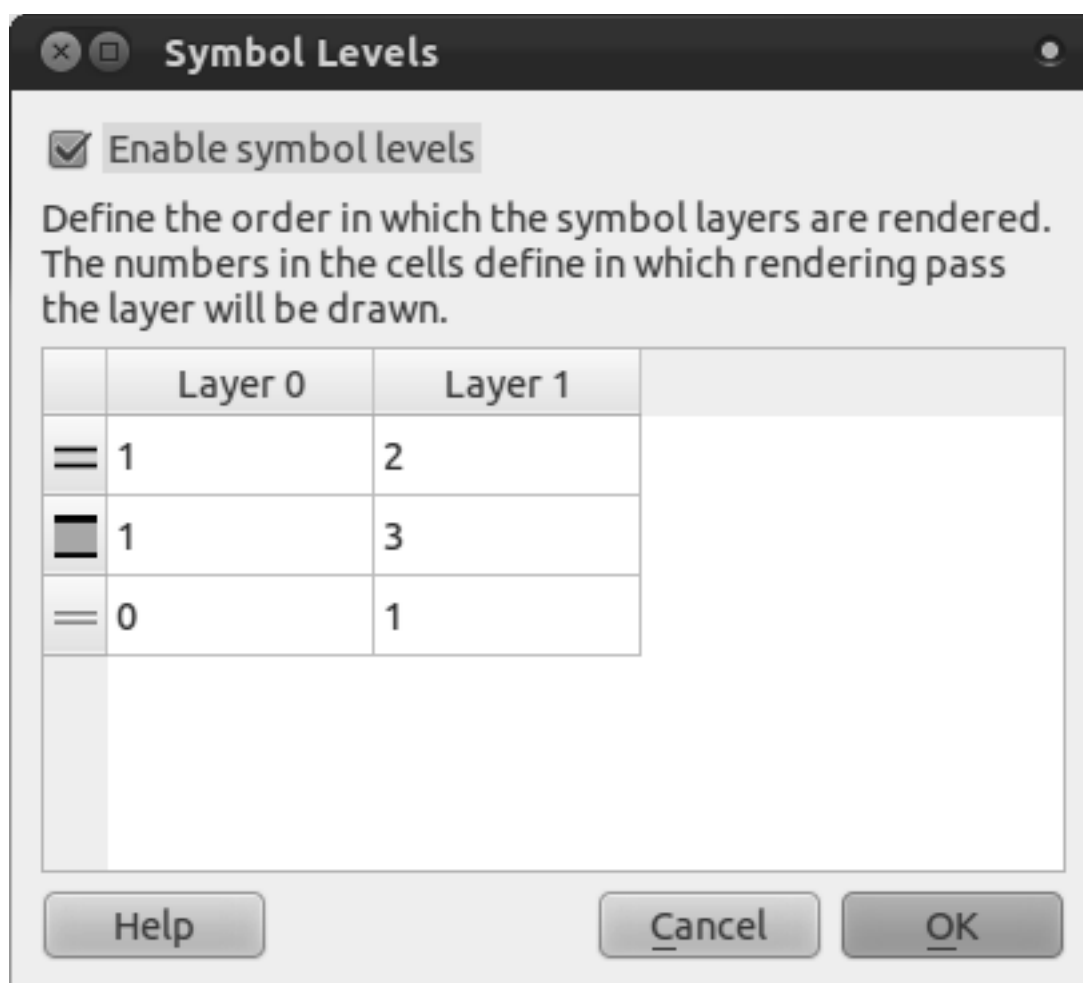 Symbol Levels
Enable symbol levels
Define the order in which the symbol layers are rendered.
The numbers in the cells define in which rendering pass
the layer will be drawn.
Layer 0 Layer 1
1 2
1 3
0 1
Help Cancel OK